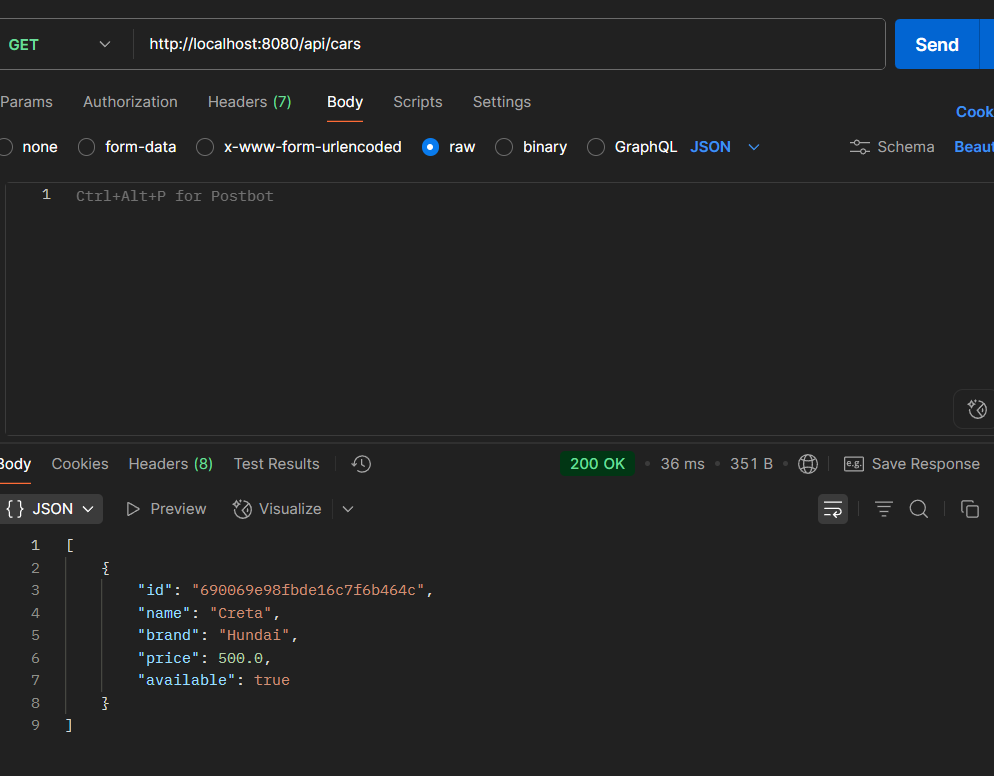 GET http://localhost:8080/api/cars Send
Params Authorization Headers (7) Body Scripts Settings
Cook
none form-data x-www-form-urlencoded raw binary GraphQL JSON Schema Beaut
1 Ctrl+Alt+P for Postbot
Body Cookies Headers (8) Test Results 200 OK • 36 ms • 351 B • e.g. Save Response
{} JSON Preview Visualize
1 [
2 {
3 "id": "690069e98fbde16c7f6b464c",
4 "name": "Creta",
5 "brand": "Hundai",
6 "price": 500.0,
7 "available": true
8 }
9 ]